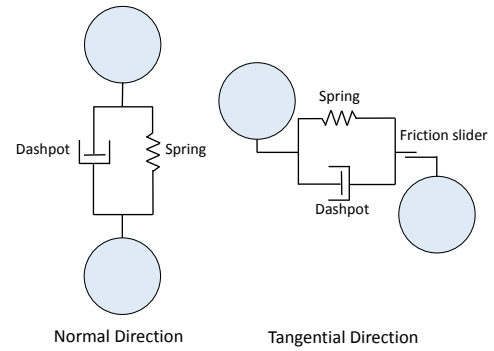 Dashpot
Spring
Normal Direction
Spring
Friction slider
Dashpot
Tangential Direction